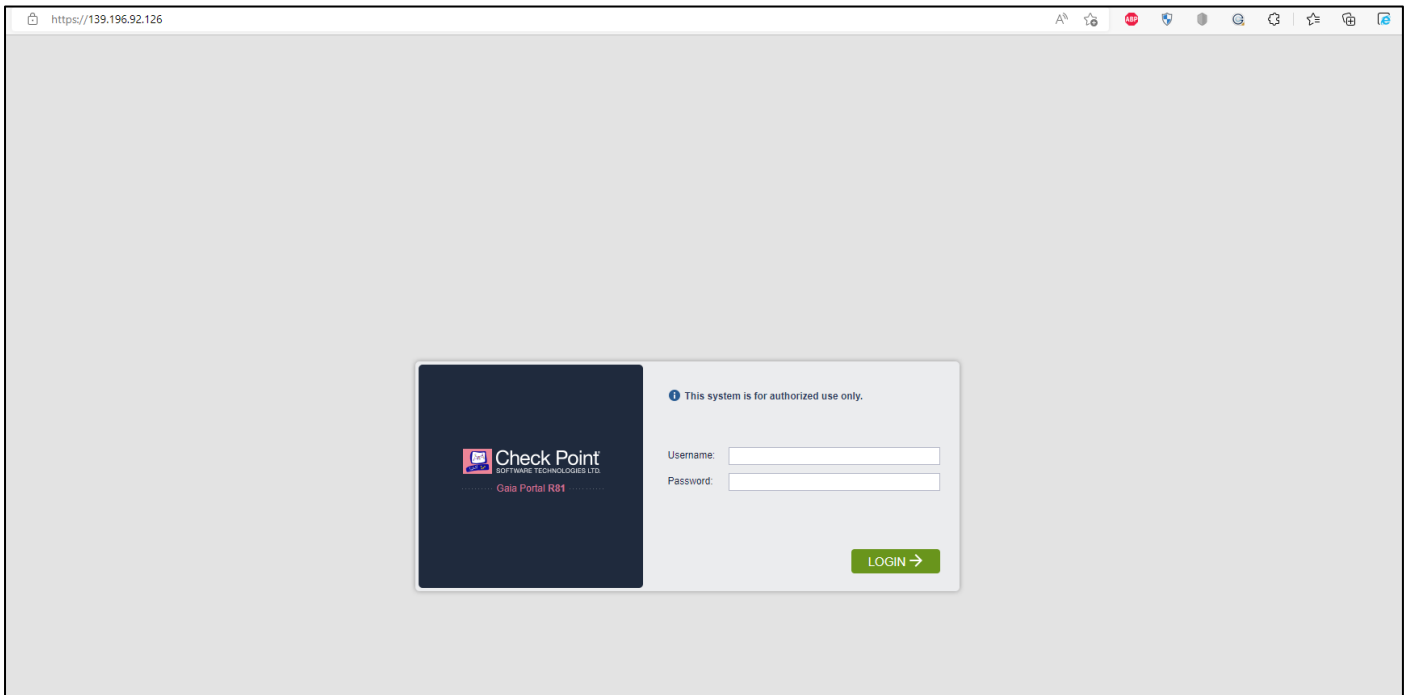 https://139.196.92.126
ABP
This system is for authorized use only.
Check Point
SOFTWARE TECHNOLOGIES LTD.
Gaia Portal R81
Username:
Password:
LOGIN